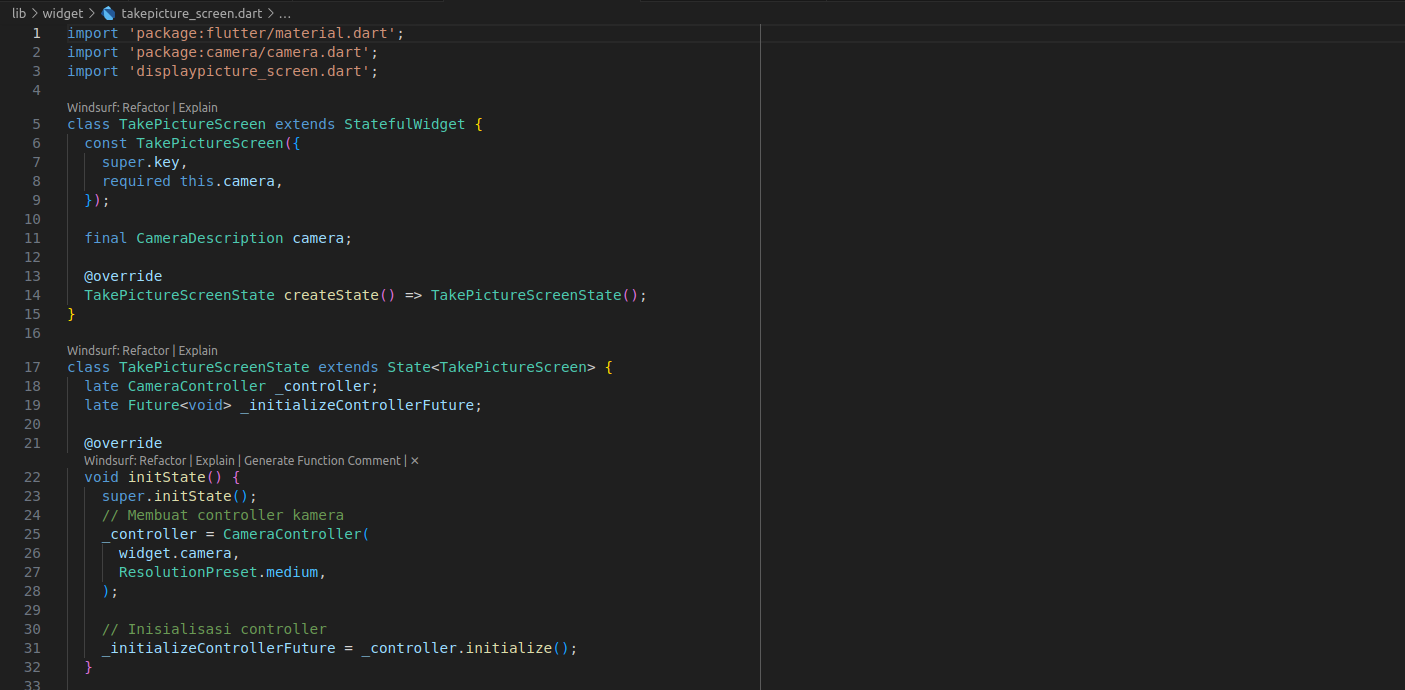 lib > widget > takepicture_screen.dart > ...
1 import 'package:flutter/material.dart';
2 import 'package:camera/camera.dart';
3 import 'displaypicture_screen.dart';
4
Windsurf: Refactor | Explain
5 class TakePictureScreen extends StatefulWidget {
6   const TakePictureScreen({
7     super.key,
8     required this.camera,
9   });
10
11   final CameraDescription camera;
12
13   @override
14   TakePictureScreenState createState() => TakePictureScreenState();
15 }
16
Windsurf: Refactor | Explain
17 class TakePictureScreenState extends State<TakePictureScreen> {
18   late CameraController _controller;
19   late Future<void> _initializeControllerFuture;
20
21   @override
Windsurf: Refactor | Explain | Generate Function Comment | ×
22   void initState() {
23     super.initState();
24     // Membuat controller kamera
25     _controller = CameraController(
26       widget.camera,
27       ResolutionPreset.medium,
28     );
29
30     // Inisialisasi controller
31     _initializeControllerFuture = _controller.initialize();
32   }
33